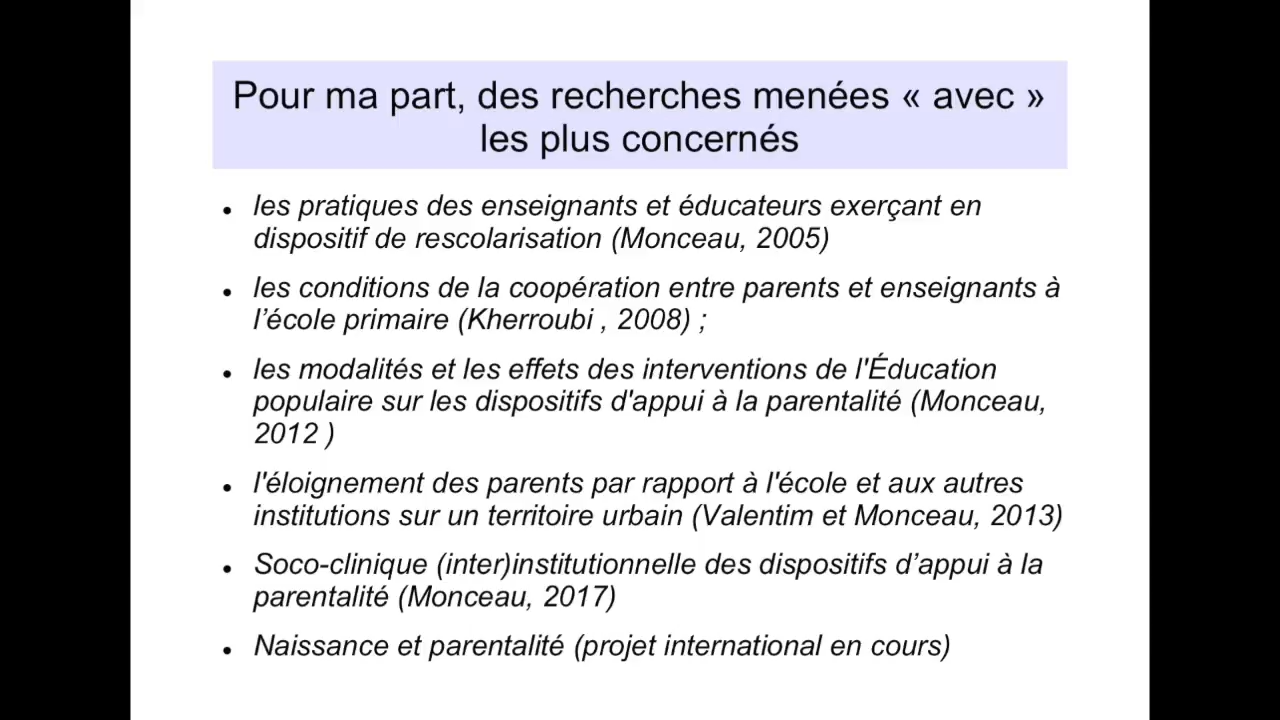 Pour ma part, des recherches menées « avec »
les plus concernés
• les pratiques des enseignants et éducateurs exerçant en
dispositif de rescolarisation (Monceau, 2005)
• les conditions de la coopération entre parents et enseignants à
l’école primaire (Kherroubi , 2008) ;
• les modalités et les effets des interventions de l'Éducation
populaire sur les dispositifs d'appui à la parentalité (Monceau,
2012 )
• l'éloignement des parents par rapport à l'école et aux autres
institutions sur un territoire urbain (Valentim et Monceau, 2013)
• Soco-clinique (inter)institutionnelle des dispositifs d’appui à la
parentalité (Monceau, 2017)
• Naissance et parentalité (projet international en cours)